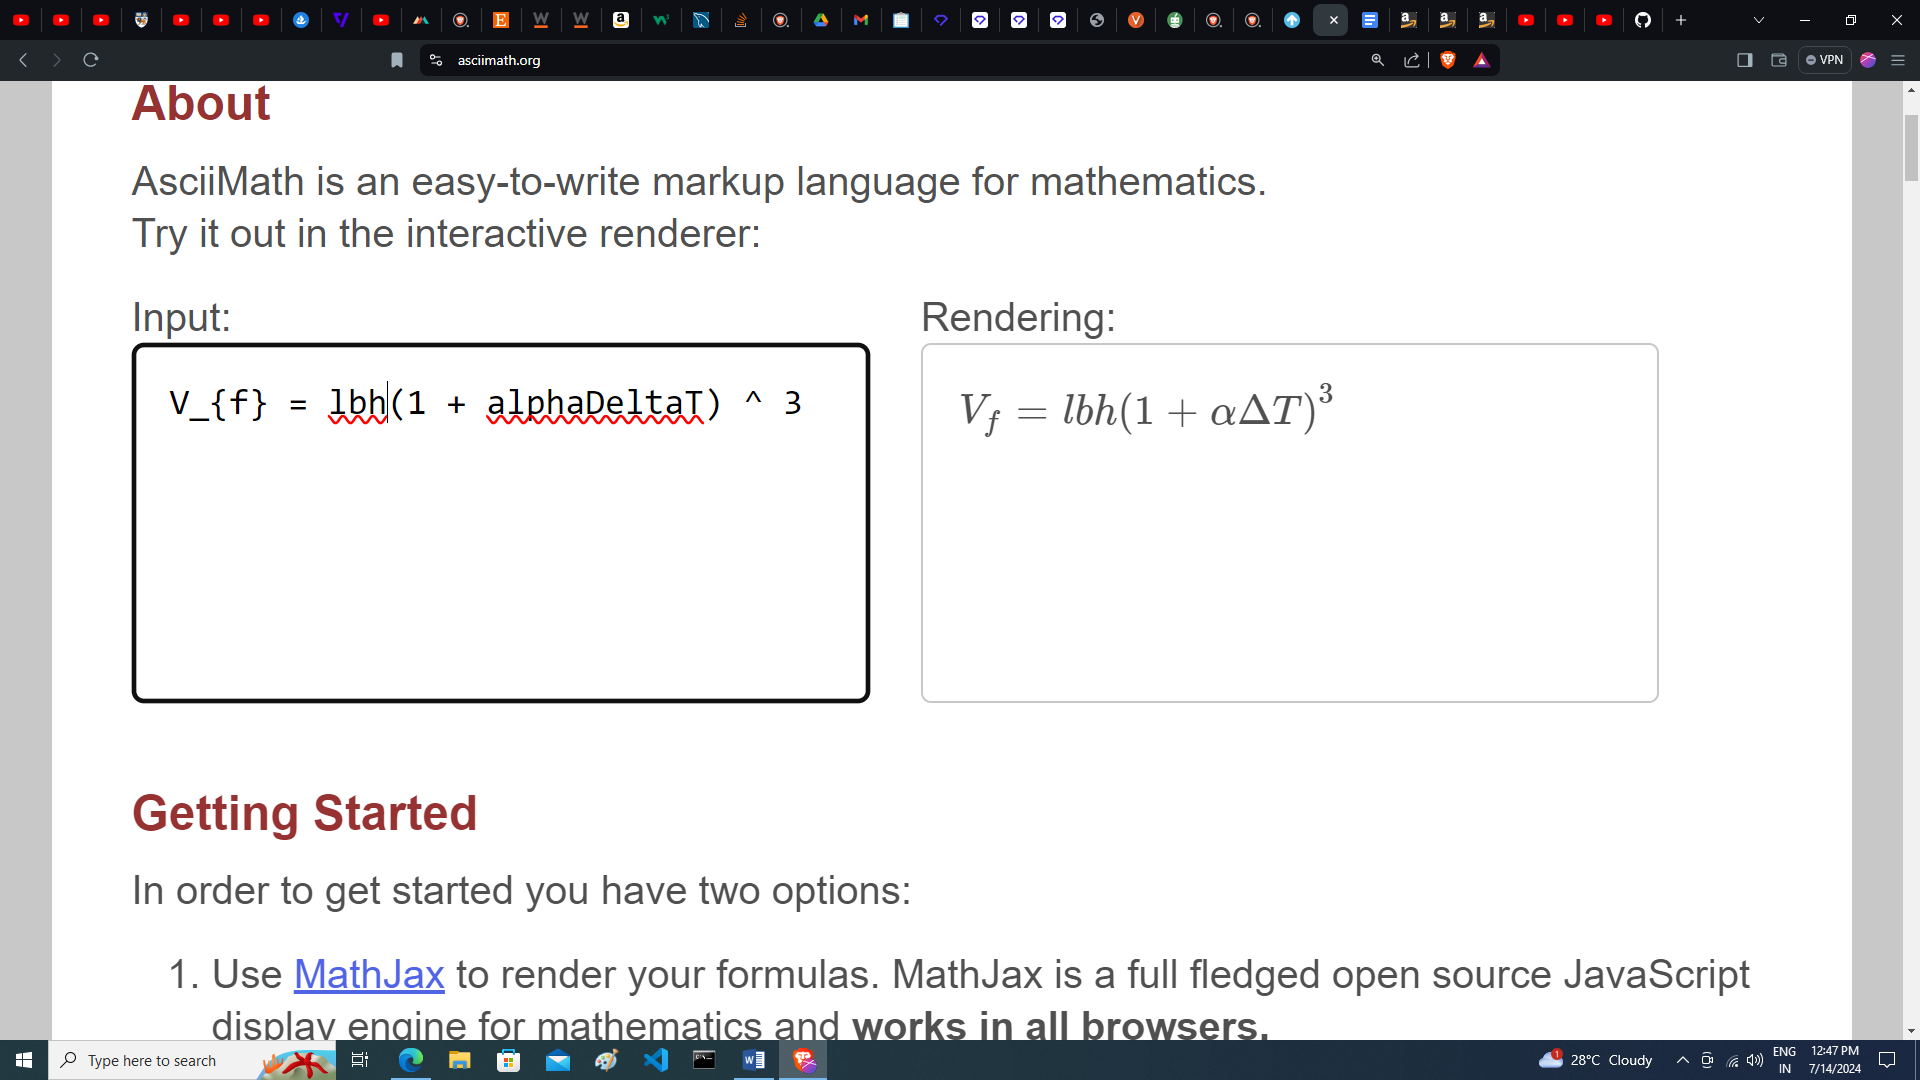 asciimath.org
VPN
About
AsciiMath is an easy-to-write markup language for mathematics.
Try it out in the interactive renderer:
Input:
Rendering:
V_{f} = lbh(1 + alphaDeltaT) ^ 3
V_f = lbh(1 + αΔT)^3
Getting Started
In order to get started you have two options:
1. Use MathJax to render your formulas. MathJax is a full fledged open source JavaScript
display engine for mathematics and works in all browsers.
Type here to search
1
28°C Cloudy
ENG
IN
12:47 PM
7/14/2024